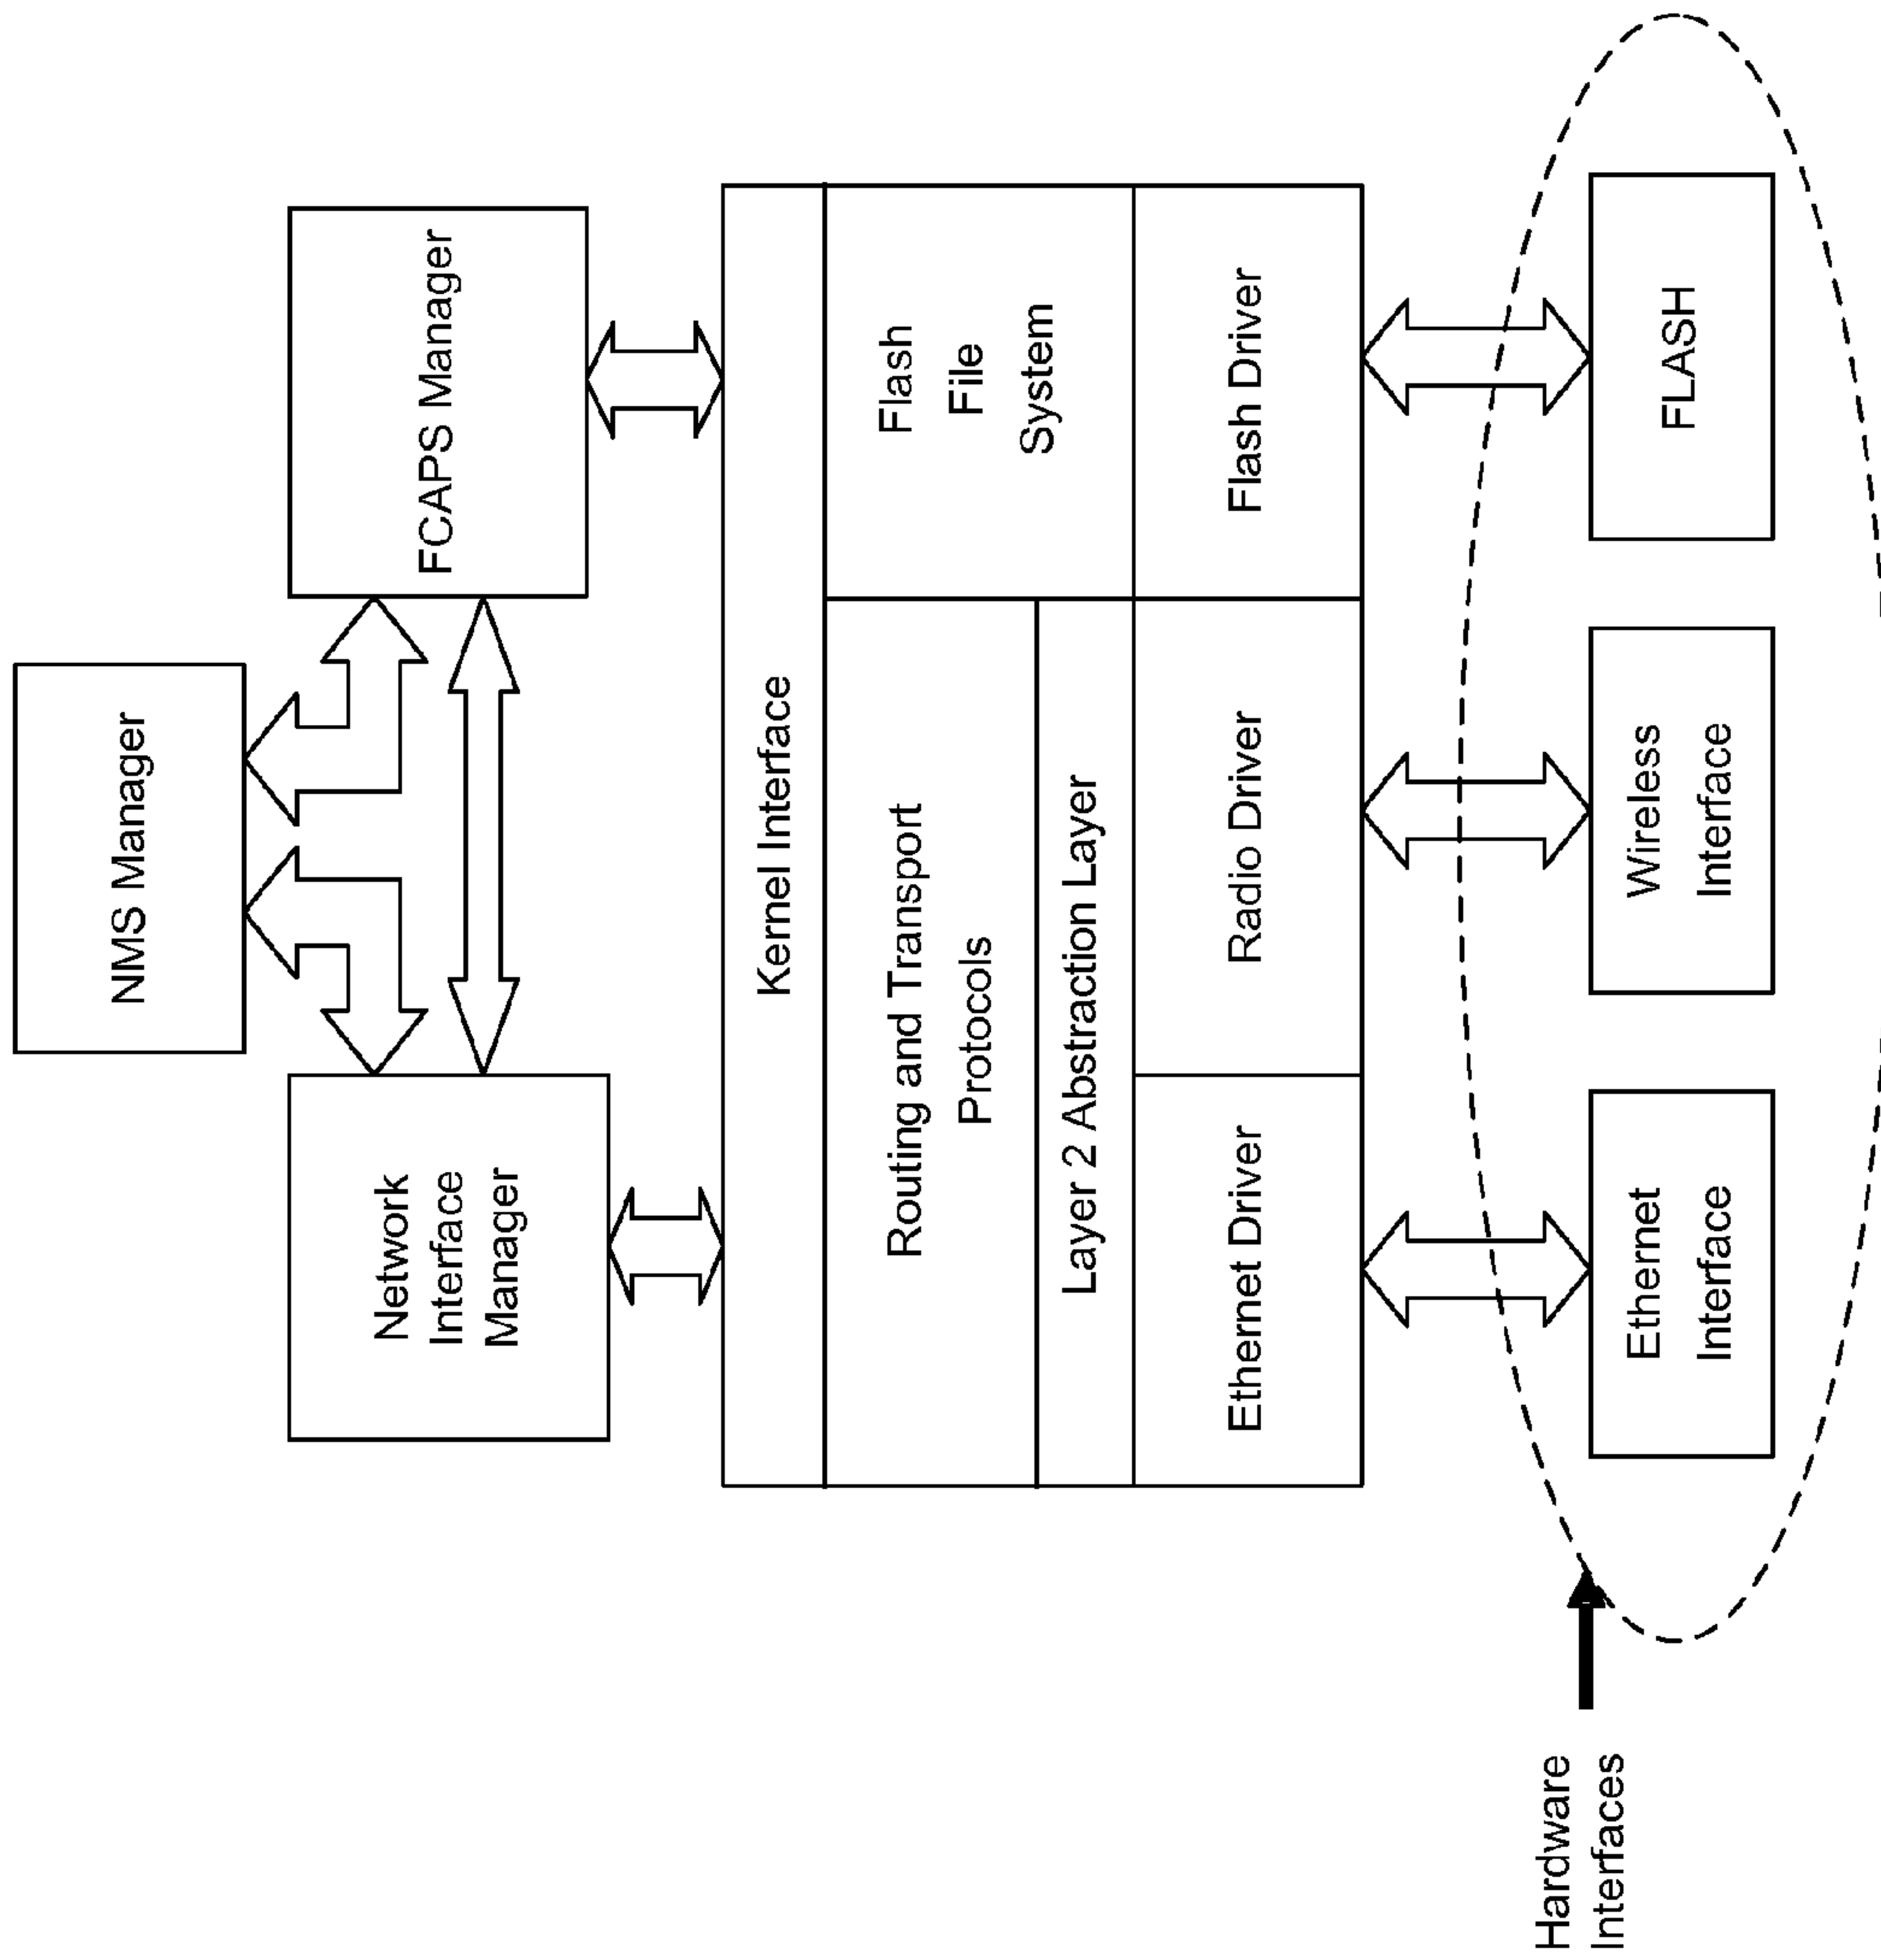 NMS Manager
Network
Interface
Manager
FCAPS Manager
Kernel Interface
Routing and Transport
Protocols
Flash
File
System
Layer 2 Abstraction Layer
Ethernet Driver
Radio Driver
Flash Driver
Hardware
Interfaces
Ethernet
Interface
Wireless
Interface
FLASH